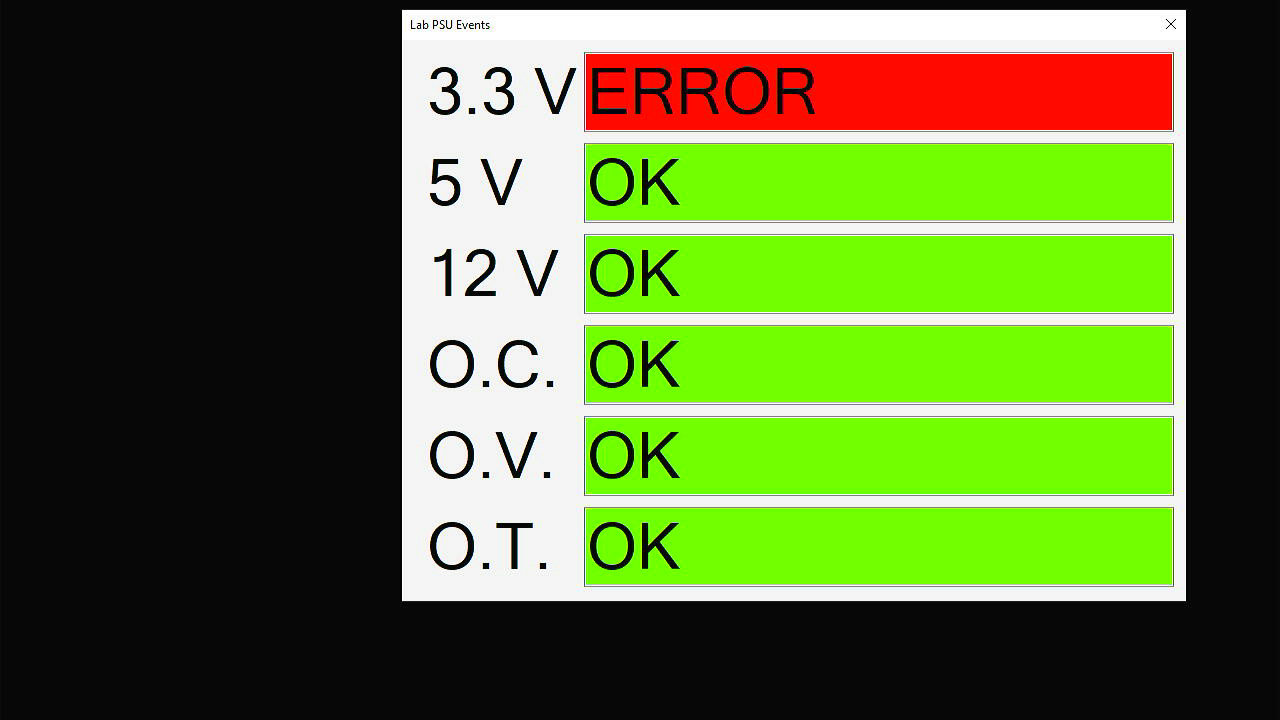 Lab PSU Events
3.3 V ERROR
5 V OK
12 V OK
O.C. OK
O.V. OK
O.T. OK